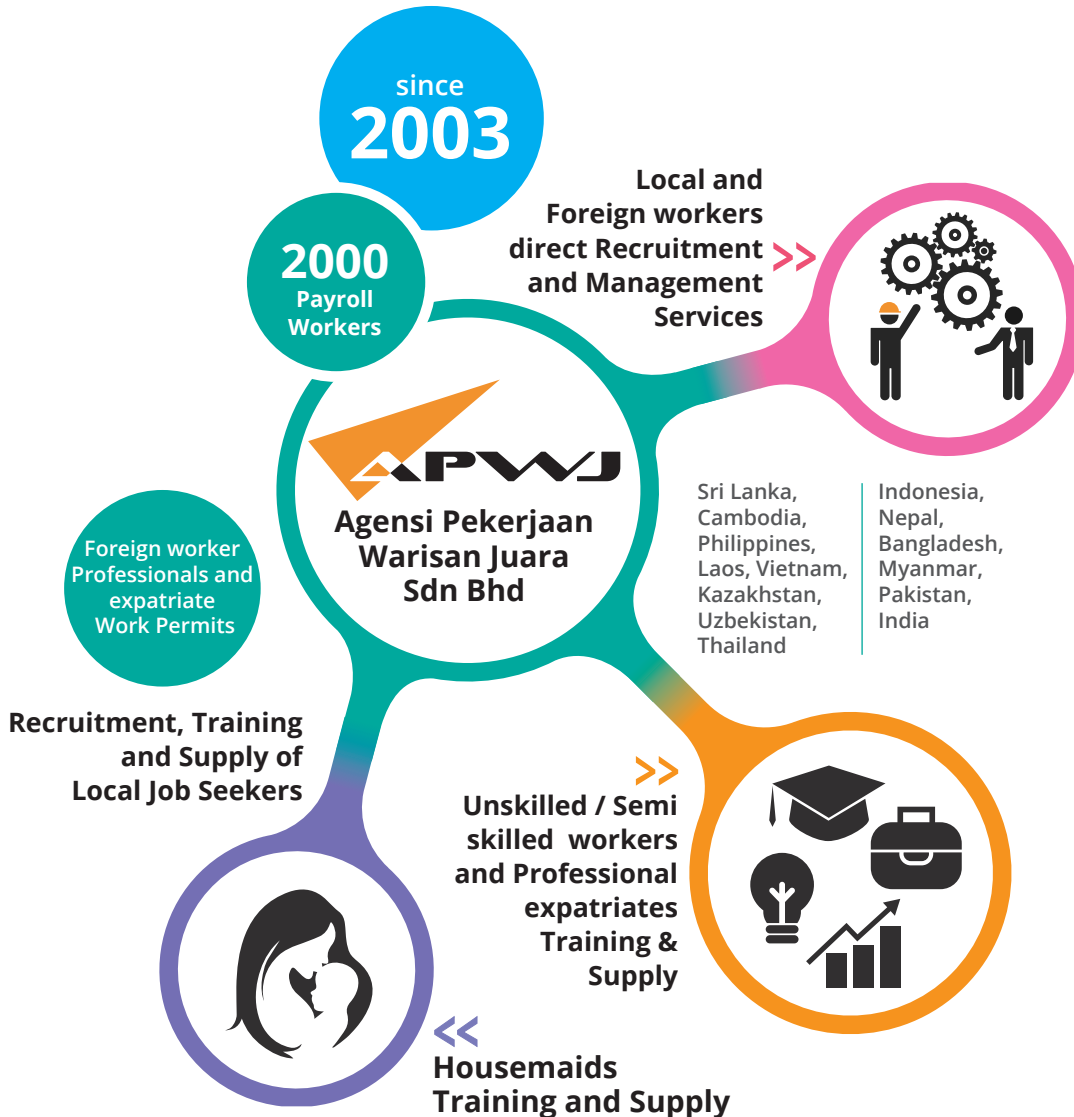 since
2003
2000
Payroll
Workers
Local and
Foreign workers
direct Recruitment
and Management
Services
APWJ
Agensi Pekerjaan
Warisan Juara
Sdn Bhd
Sri Lanka,
Cambodia,
Philippines,
Laos, Vietnam,
Kazakhstan,
Uzbekistan,
Thailand
Indonesia,
Nepal,
Bangladesh,
Myanmar,
Pakistan,
India
Foreign worker
Professionals and
expatriate
Work Permits
Recruitment, Training
and Supply of
Local Job Seekers
Unskilled / Semi
skilled workers
and Professional
expatriates
Training &
Supply
Housemaids
Training and Supply